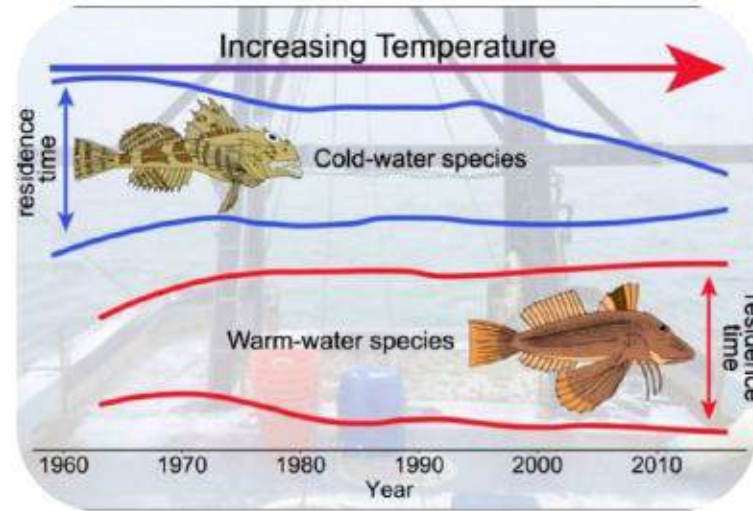 Increasing Temperature
residence
time
Cold-water species
Warm-water species
residence
time
1960 1970 1980 1990 2000 2010
Year